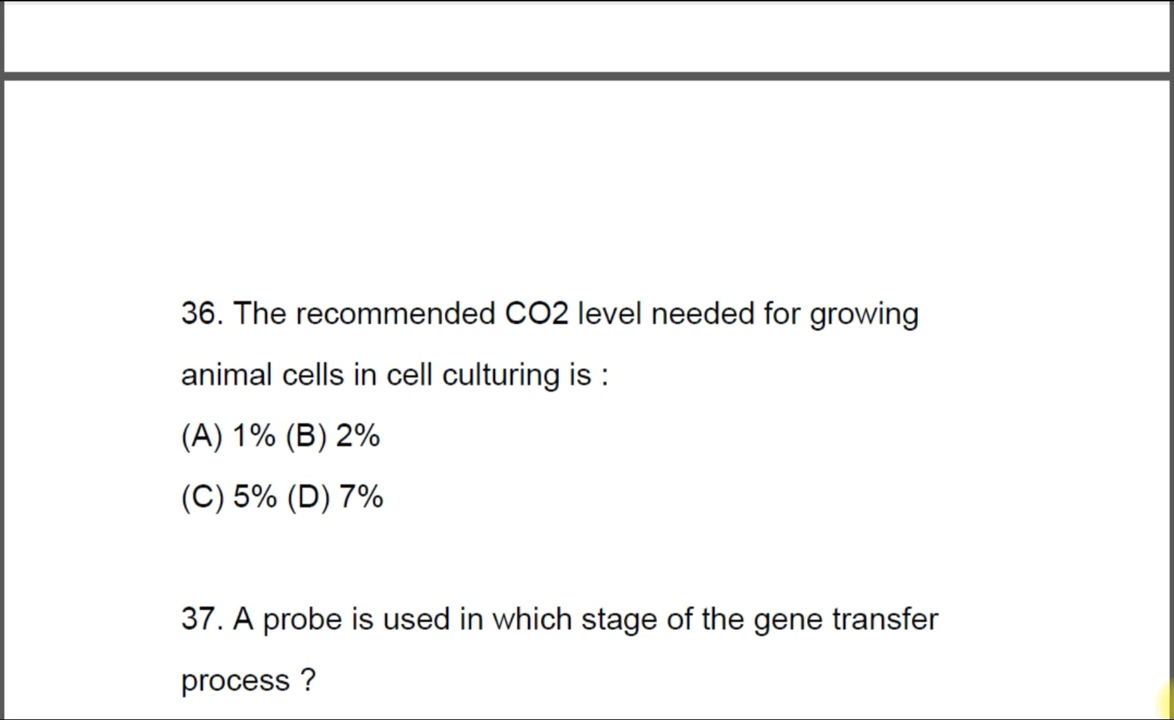 36. The recommended CO2 level needed for growing
animal cells in cell culturing is :
(A) 1% (B) 2%
(C) 5% (D) 7%
37. A probe is used in which stage of the gene transfer
process ?